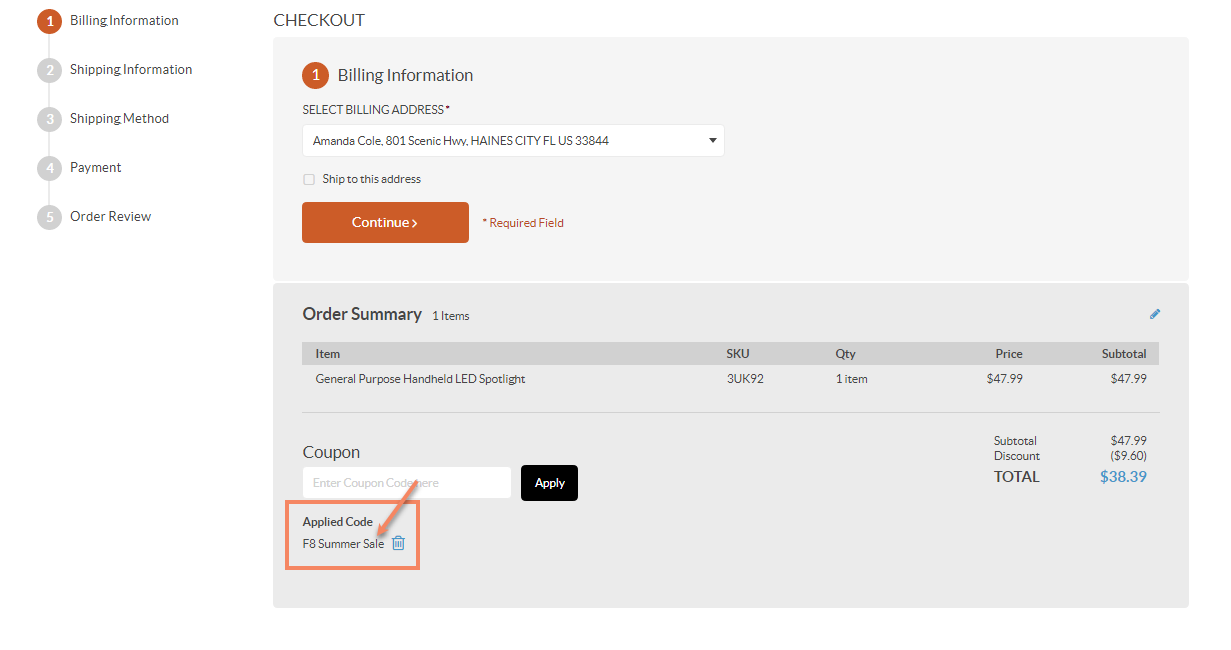 1 Billing Information
2 Shipping Information
3 Shipping Method
4 Payment
5 Order Review
CHECKOUT
1 Billing Information
SELECT BILLING ADDRESS*
Amanda Cole, 801 Scenic Hwy, HAINES CITY FL US 33844
Ship to this address
Continue › * Required Field
Order Summary 1 Items
Item SKU Qty Price Subtotal
General Purpose Handheld LED Spotlight 3UK92 1 item $47.99 $47.99
Subtotal $47.99
Discount ($9.60)
TOTAL $38.39
Coupon
Enter Coupon Code here Apply
Applied Code
F8 Summer Sale